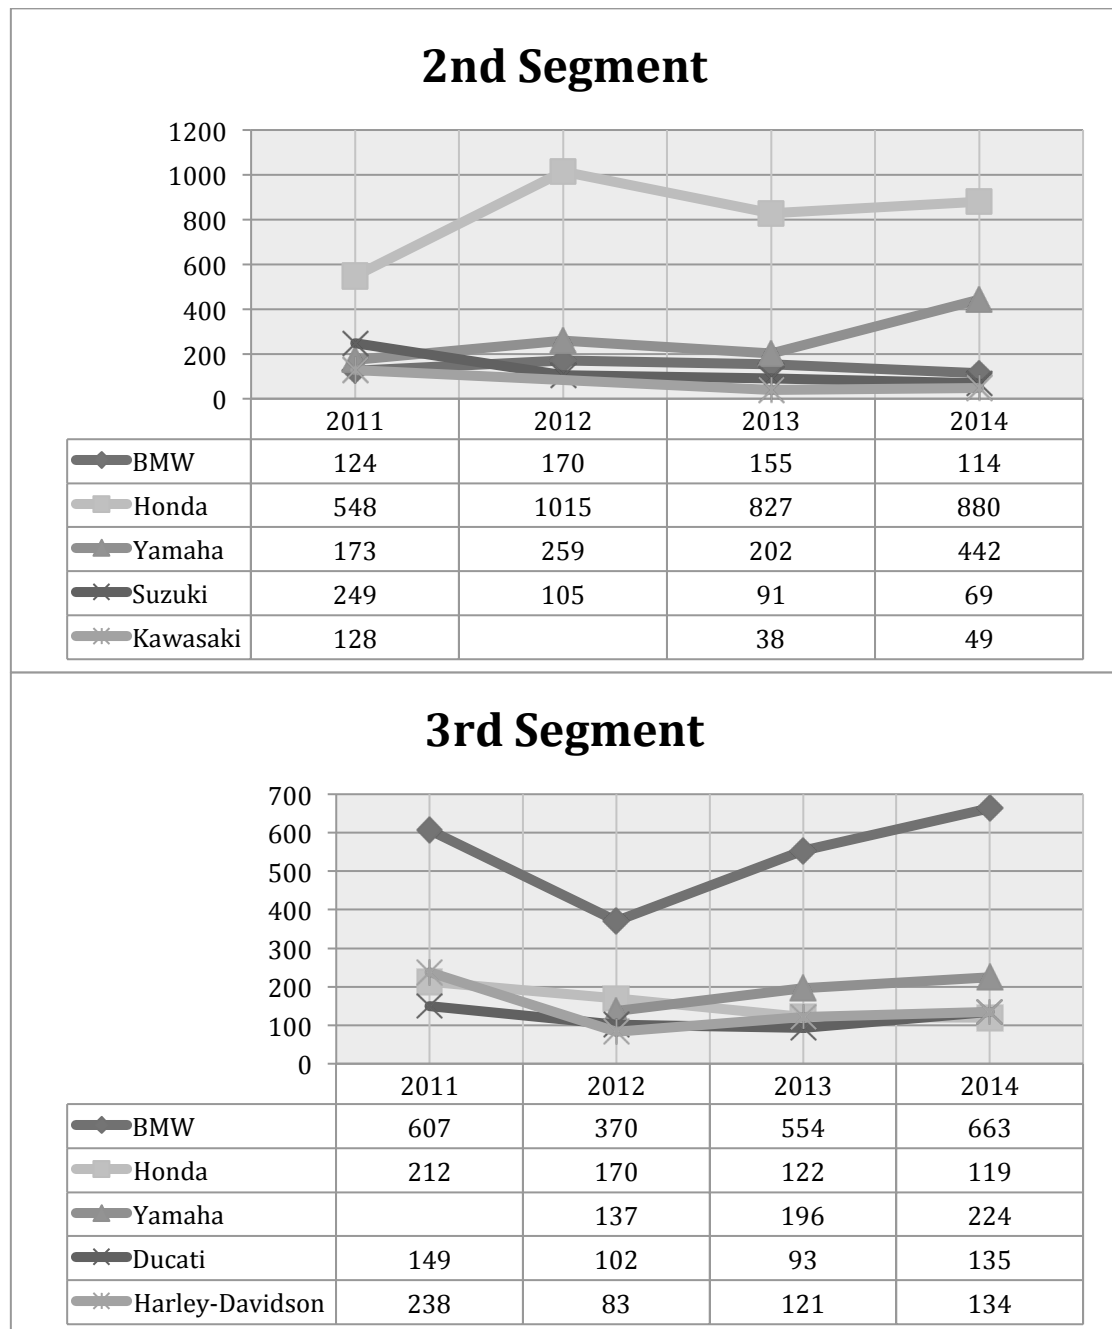 2nd Segment
1200
1000
800
600
400
200
0
2011 2012 2013 2014
BMW 124 170 155 114
Honda 548 1015 827 880
Yamaha 173 259 202 442
Suzuki 249 105 91 69
Kawasaki 128 38 49
3rd Segment
700
600
500
400
300
200
100
0
2011 2012 2013 2014
BMW 607 370 554 663
Honda 212 170 122 119
Yamaha 137 196 224
Ducati 149 102 93 135
Harley-Davidson 238 83 121 134